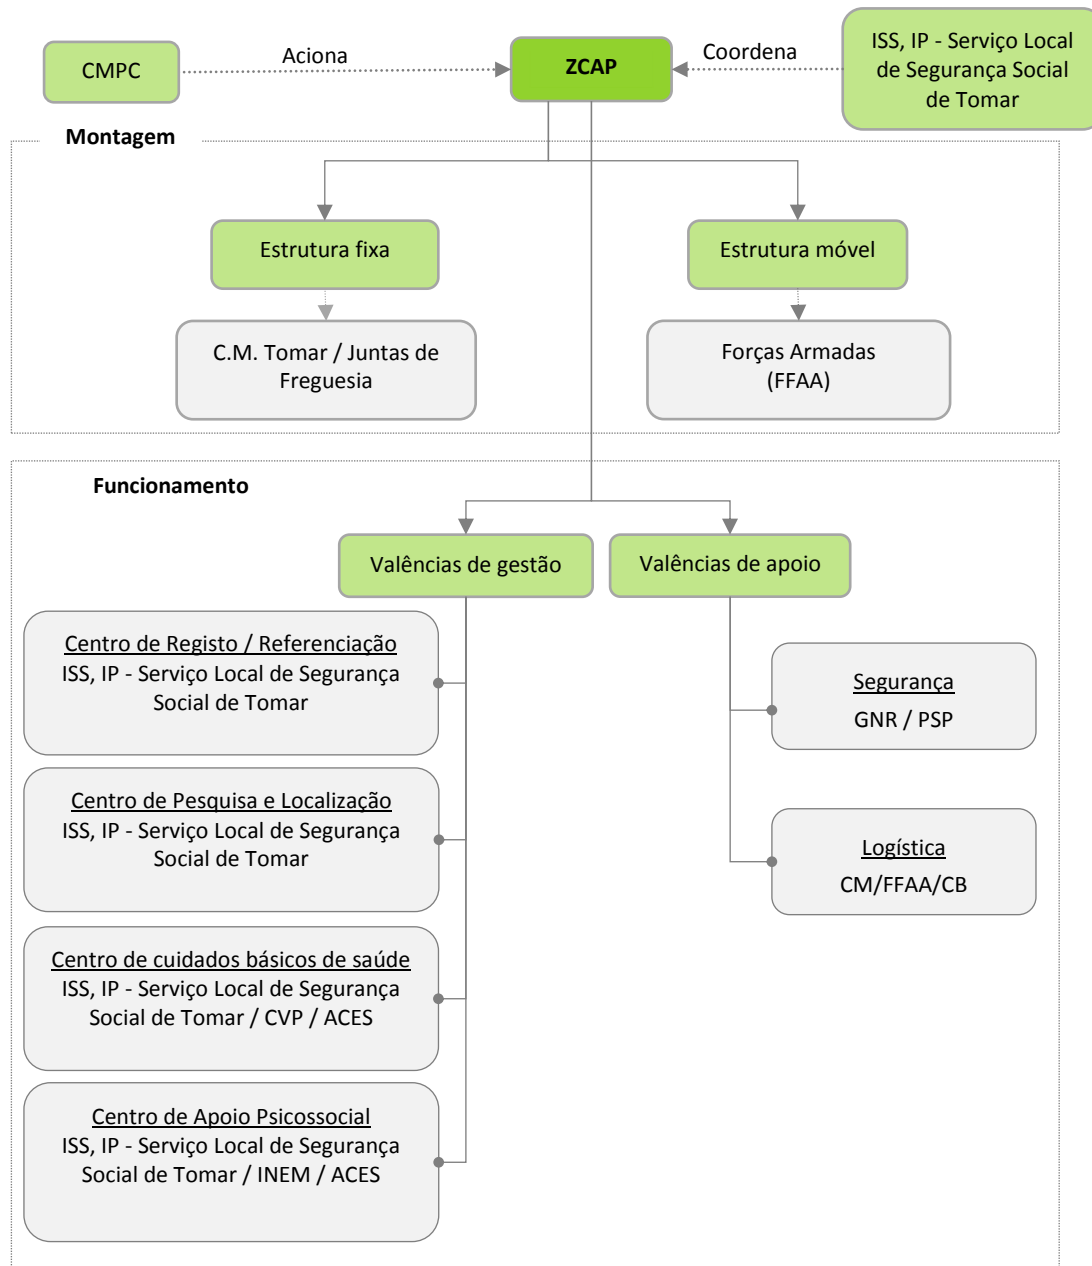 CMPC
Aciona
ZCAP
Coordena
ISS, IP - Serviço Local
de Segurança Social
de Tomar
Montagem
Estrutura fixa
Estrutura móvel
C.M. Tomar / Juntas de
Freguesia
Forças Armadas
(FFAA)
Funcionamento
Valências de gestão
Valências de apoio
Centro de Registo / Referenciação
ISS, IP - Serviço Local de Segurança
Social de Tomar
Centro de Pesquisa e Localização
ISS, IP - Serviço Local de Segurança
Social de Tomar
Centro de cuidados básicos de saúde
ISS, IP - Serviço Local de Segurança
Social de Tomar / CVP / ACES
Centro de Apoio Psicossocial
ISS, IP - Serviço Local de Segurança
Social de Tomar / INEM / ACES
Segurança
GNR / PSP
Logística
CM/FFAA/CB